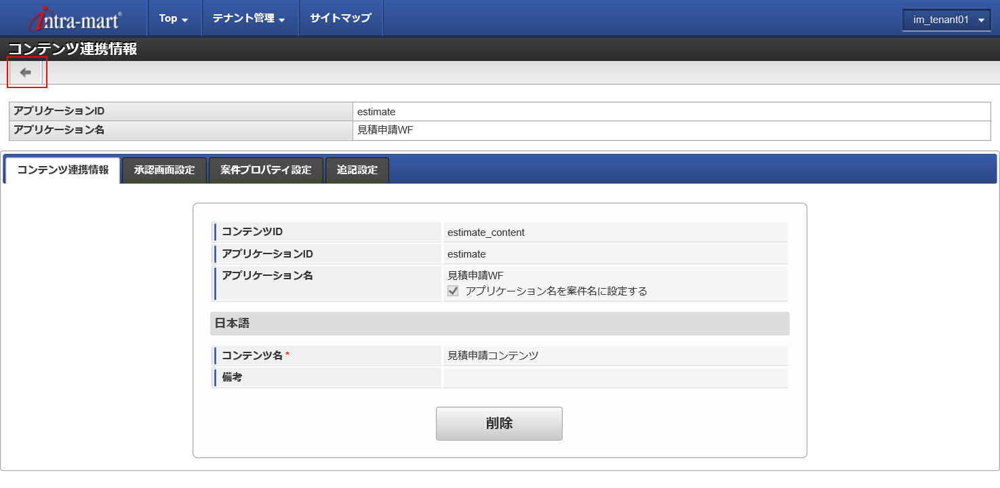 intra-mart®
Top テナント管理 サイトマップ im_tenant01
コンテンツ連携情報
アプリケーションID estimate
アプリケーション名 見積申請WF
コンテンツ連携情報 承認画面設定 案件プロパティ設定 追記設定
コンテンツID estimate_content
アプリケーションID estimate
アプリケーション名 見積申請WF
アプリケーション名を案件名に設定する
日本語
コンテンツ名 * 見積申請コンテンツ
備考
削除